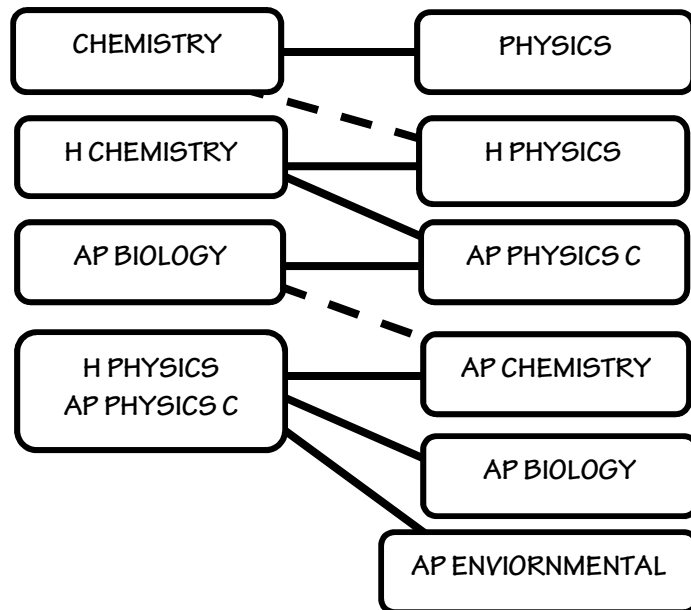 CHEMISTRY
PHYSICS
H CHEMISTRY
H PHYSICS
AP BIOLOGY
AP PHYSICS C
H PHYSICS
AP PHYSICS C
AP CHEMISTRY
AP BIOLOGY
AP ENVIORNMENTAL